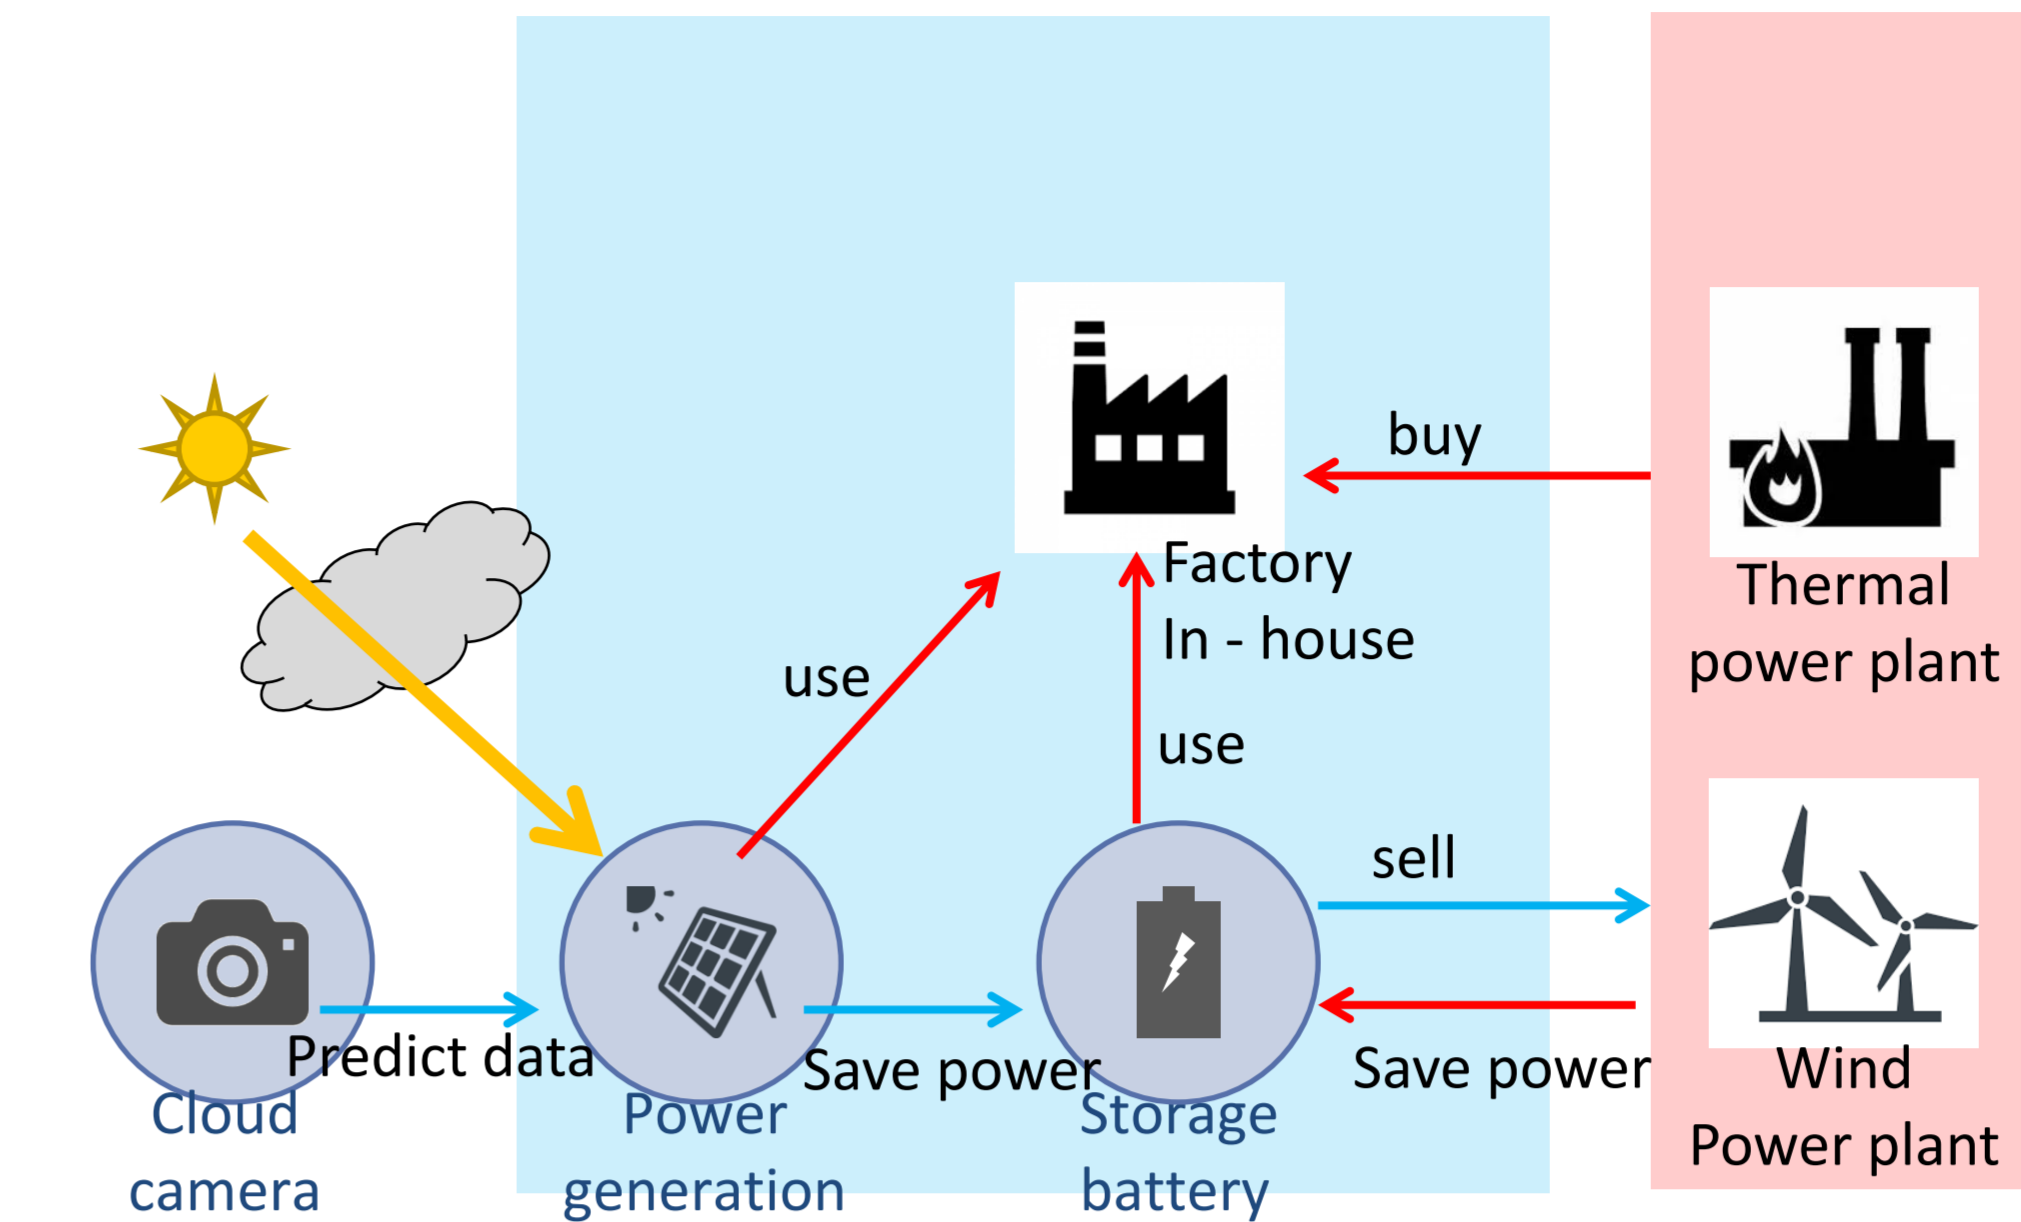 buy
Factory
In - house
Thermal
power plant
use
use
sell
Predict data
Save power
Save power
Cloud
camera
Power
generation
Storage
battery
Wind
Power plant